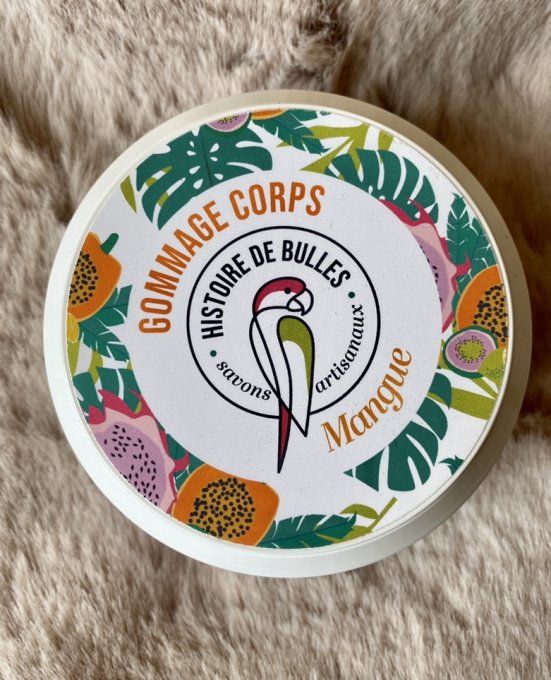 GOMMAGE CORPS
HISTOIRE DE BULLES
savons artisanaux
Mangue